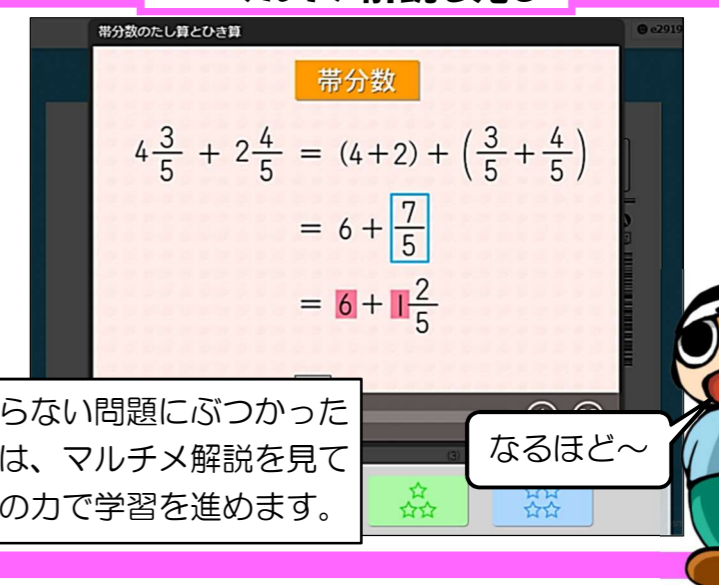 帯分数のたし算とひき算
e2919
帯分数
4 3/5 + 2 4/5 = (4+2) + (3/5 + 4/5)
= 6 + 7/5
= 6 + 1 2/5
らない問題にぶつかった
は、マルチメ解説を見て
の力で学習を進めます。
なるほど〜
(3)
☆
☆☆
☆☆
☆☆